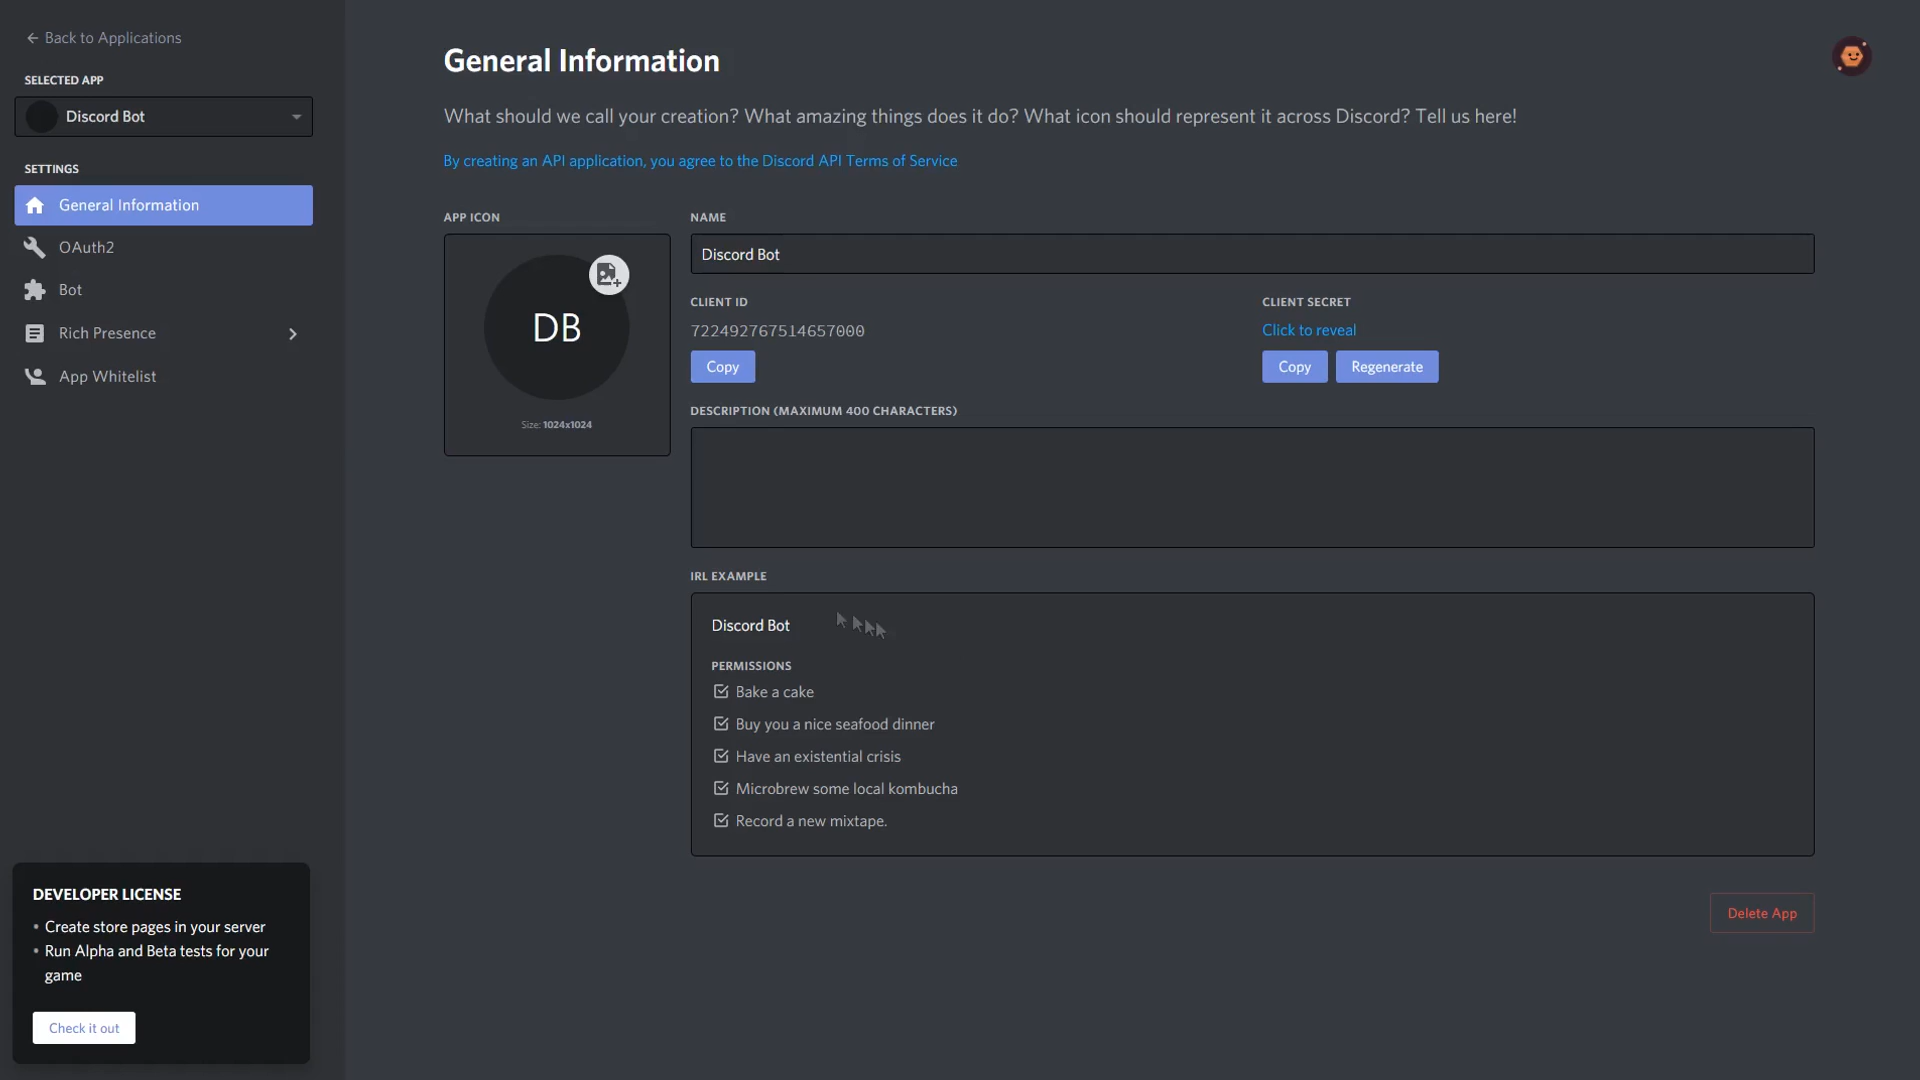 Back to Applications
SELECTED APP
Discord Bot
SETTINGS
General Information
OAuth2
Bot
Rich Presence
App Whitelist
DEVELOPER LICENSE
• Create store pages in your server
• Run Alpha and Beta tests for your
game
Check it out
General Information
What should we call your creation? What amazing things does it do? What icon should represent it across Discord? Tell us here!
By creating an API application, you agree to the Discord API Terms of Service
APP ICON
DB
Size: 1024x1024
NAME
Discord Bot
CLIENT ID
722492767514657000
Copy
CLIENT SECRET
Click to reveal
Copy Regenerate
DESCRIPTION (MAXIMUM 400 CHARACTERS)
IRL EXAMPLE
Discord Bot
PERMISSIONS
Bake a cake
Buy you a nice seafood dinner
Have an existential crisis
Microbrew some local kombucha
Record a new mixtape.
Delete App